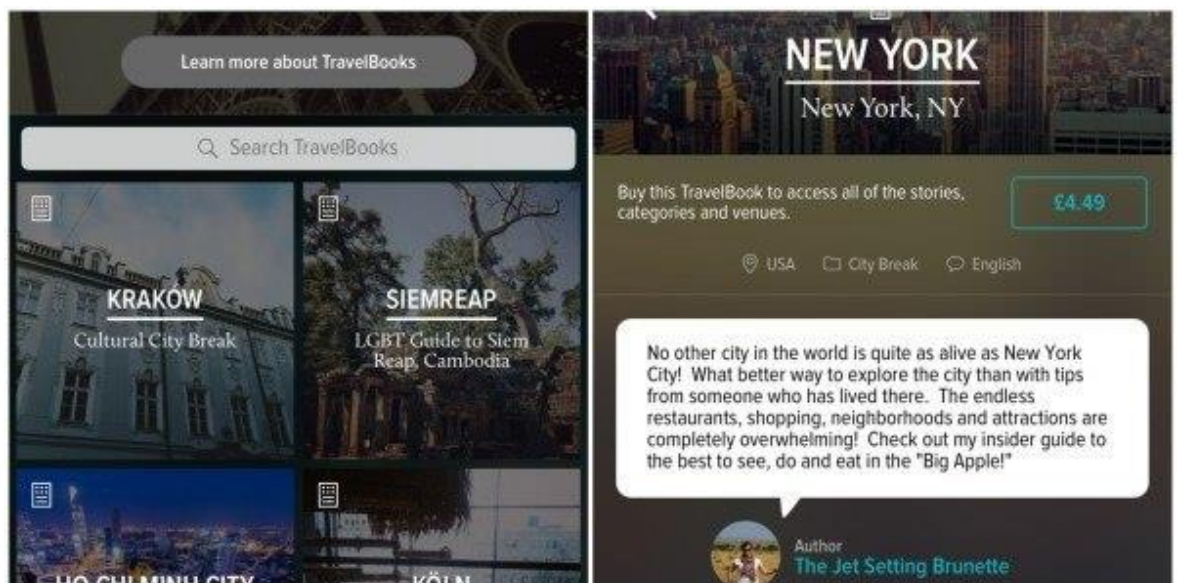 Learn more about TravelBooks
Search TravelBooks
KRAKÓW
Cultural City Break
SIEMREAP
LGBT Guide to Siem
Reap, Cambodia
HO CHI MINH CITY
KÖLN
NEW YORK
New York, NY
Buy this TravelBook to access all of the stories,
categories and venues.
£4.49
USA
City Break
English
No other city in the world is quite as alive as New York
City! What better way to explore the city than with tips
from someone who has lived there. The endless
restaurants, shopping, neighborhoods and attractions are
completely overwhelming! Check out my insider guide to
the best to see, do and eat in the "Big Apple!"
Author
The Jet Setting Brunette